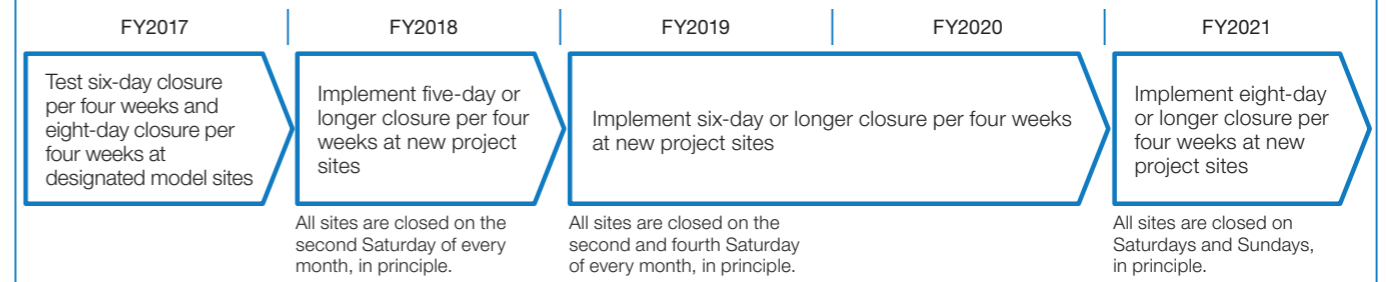 FY2017
FY2018
FY2019
FY2020
FY2021
Test six-day closure
per four weeks and
eight-day closure per
four weeks at
designated model sites
Implement five-day or
longer closure per four
weeks at new project
sites
Implement six-day or longer closure per four weeks
at new project sites
Implement eight-day
or longer closure per
four weeks at new
project sites
All sites are closed on the
second Saturday of every
month, in principle.
All sites are closed on the
second and fourth Saturday
of every month, in principle.
All sites are closed on
Saturdays and Sundays,
in principle.